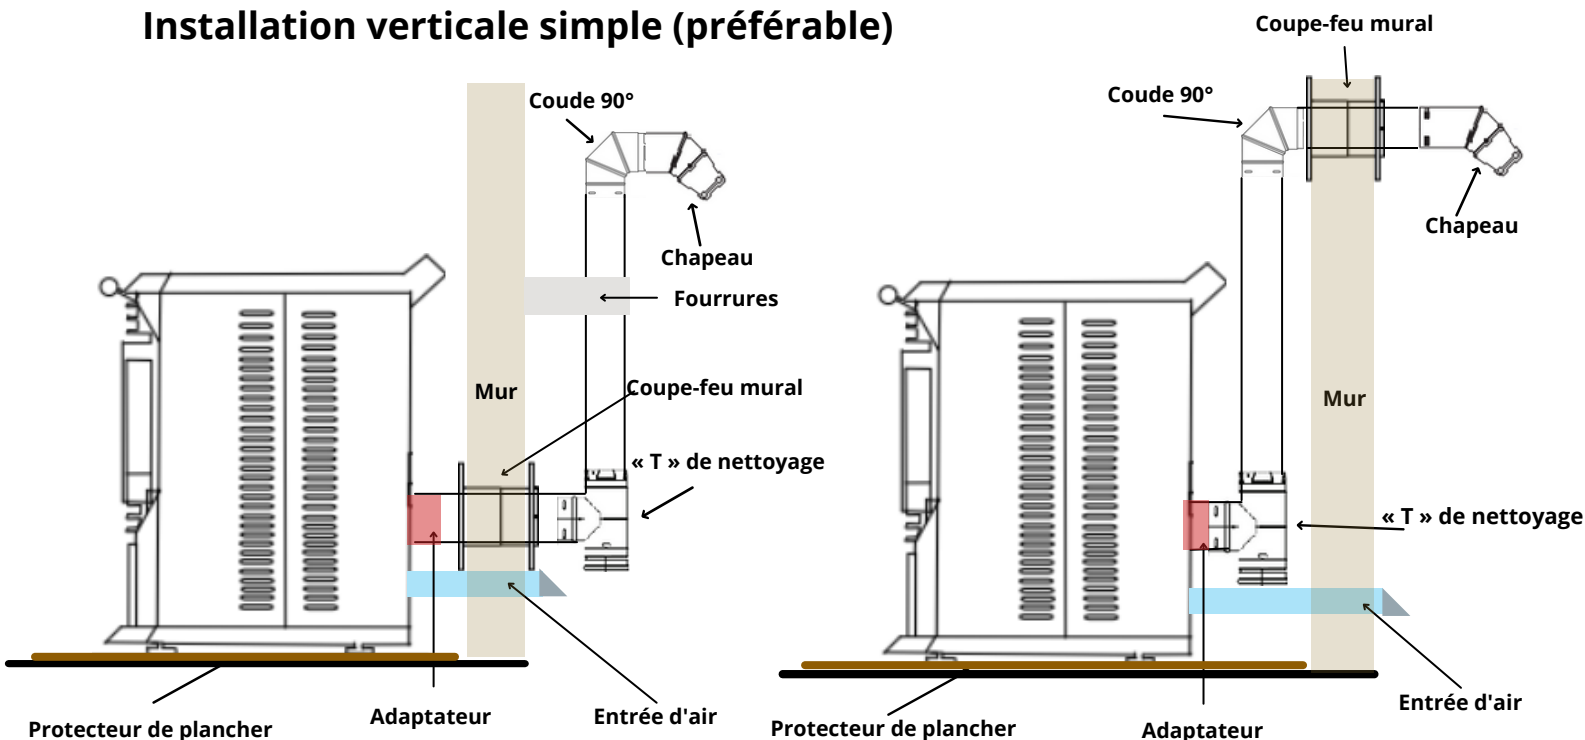 Installation verticale simple (préférable)
Coude 90°
Chapeau
Fourrures
Mur
Coupe-feu mural
« T » de nettoyage
Protecteur de plancher
Adaptateur
Entrée d'air
Coupe-feu mural
Coude 90°
Chapeau
Mur
« T » de nettoyage
Protecteur de plancher
Adaptateur
Entrée d'air